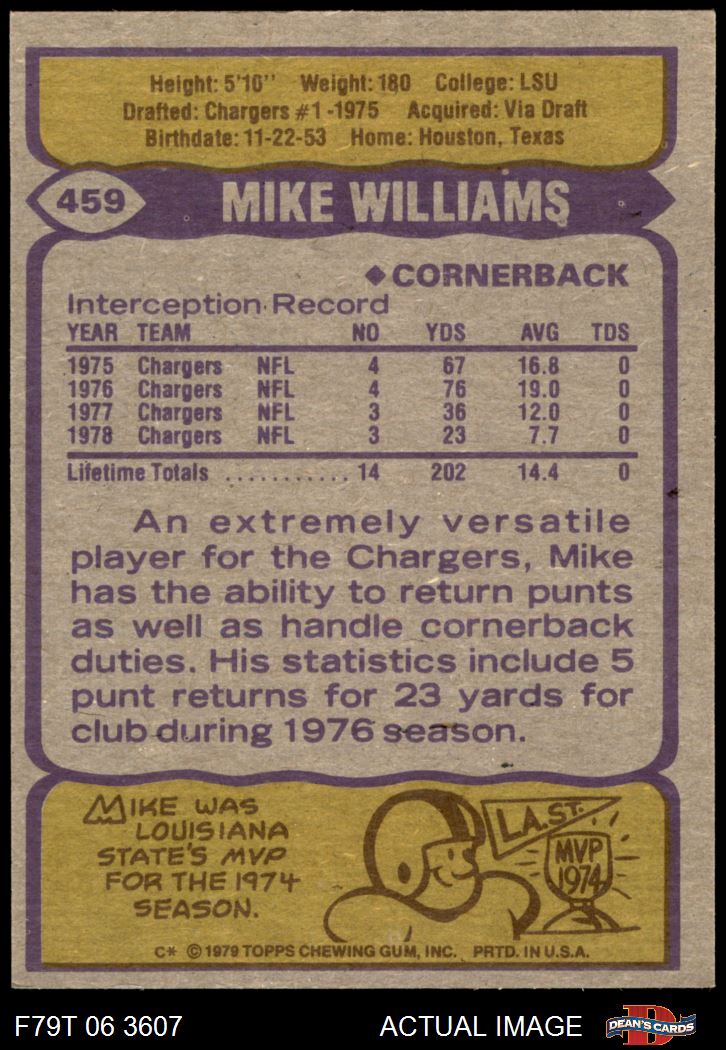 Height: 5'10'' Weight: 180 College: LSU
Drafted: Chargers #1-1975 Acquired: Via Draft
Birthdate: 11-22-53 Home: Houston, Texas
459 MIKE WILLIAMS
◆CORNERBACK
Interception Record
YEAR TEAM NO YDS AVG TDS
1975 Chargers NFL 4 67 16.8 0
1976 Chargers NFL 4 76 19.0 0
1977 Chargers NFL 3 36 12.0 0
1978 Chargers NFL 3 23 7.7 0
Lifetime Totals ........... 14 202 14.4 0
An extremely versatile
player for the Chargers, Mike
has the ability to return punts
as well as handle cornerback
duties. His statistics include 5
punt returns for 23 yards for
club during 1976 season.
MIKE WAS
LOUISIANA
STATE'S MVP
FOR THE 1974
SEASON.
LA.ST.
MVP
1974
C* © 1979 TOPPS CHEWING GUM, INC. PRTD. IN U.S.A.
F79T 06 3607 ACTUAL IMAGE D DEAN'S CARDS